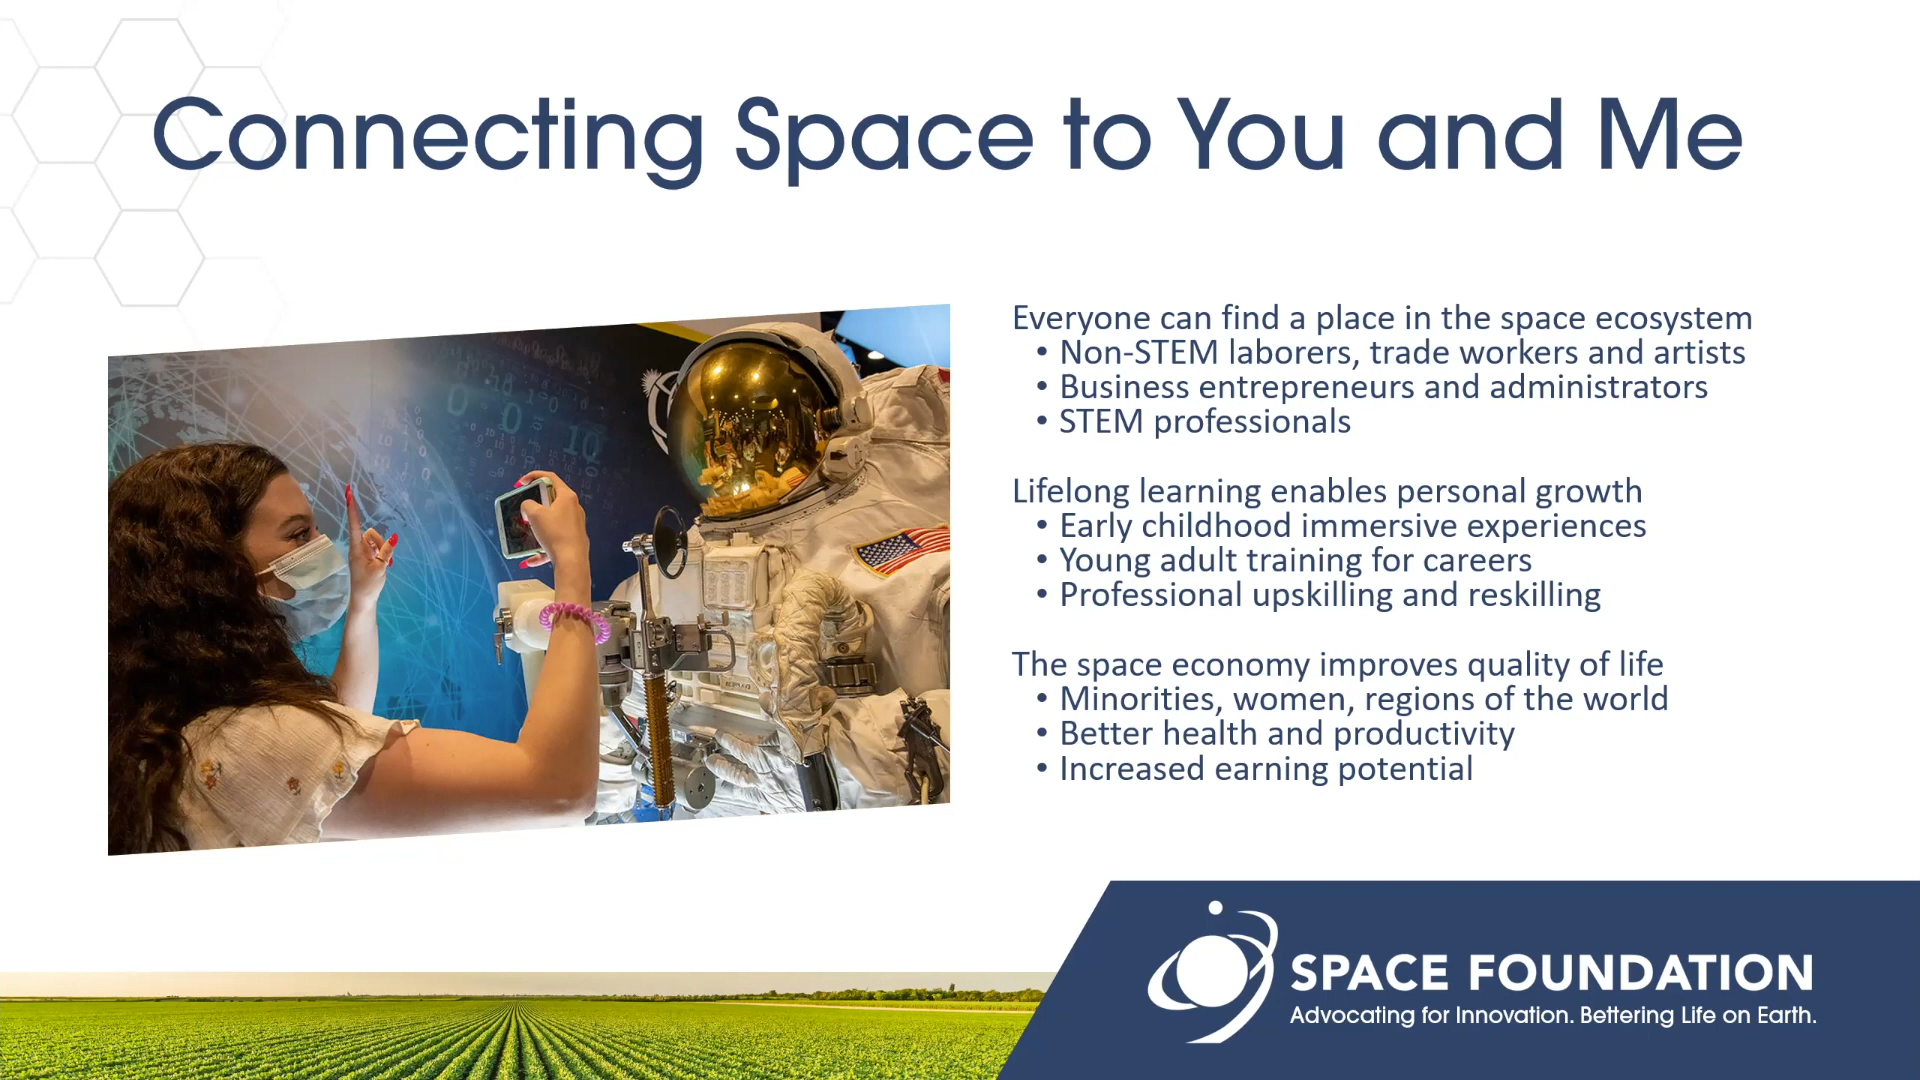 Connecting Space to You and Me
Everyone can find a place in the space ecosystem
• Non-STEM laborers, trade workers and artists
• Business entrepreneurs and administrators
• STEM professionals
Lifelong learning enables personal growth
• Early childhood immersive experiences
• Young adult training for careers
• Professional upskilling and reskilling
The space economy improves quality of life
• Minorities, women, regions of the world
• Better health and productivity
• Increased earning potential
SPACE FOUNDATION
Advocating for Innovation. Bettering Life on Earth.